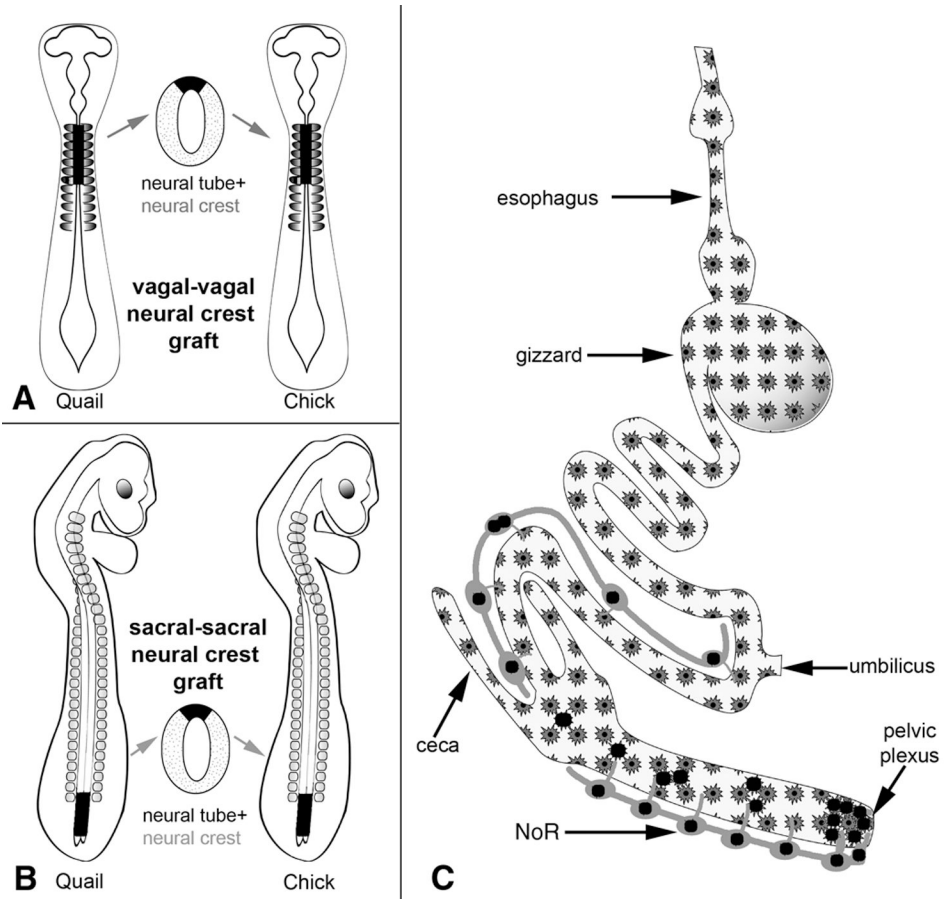 neural tube+
neural crest
vagal-vagal
neural crest
graft
A
Quail
Chick
sacral-sacral
neural crest
graft
neural tube+
neural crest
B
Quail
Chick
esophagus
gizzard
umbilicus
ceca
pelvic
plexus
NoR
C